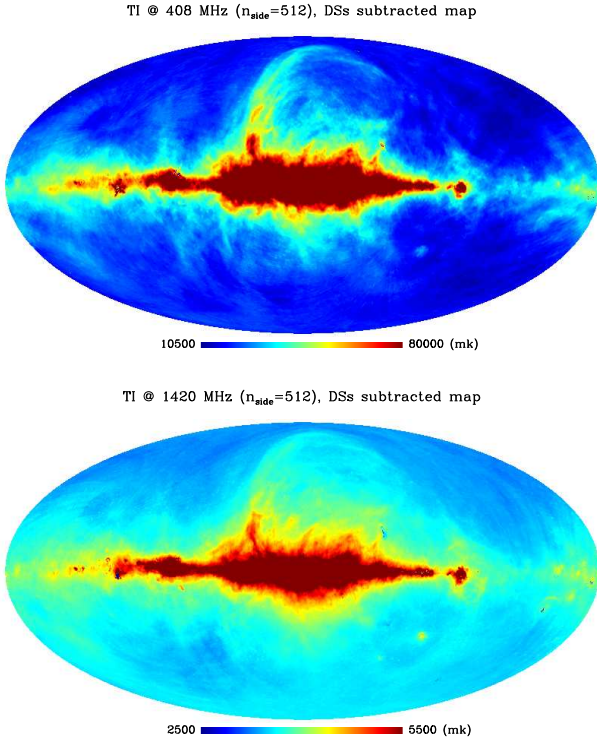 TI @ 408 MHz (nside=512), DSs subtracted map
10500 80000 (mk)
TI @ 1420 MHz (nside=512), DSs subtracted map
2500 5500 (mk)